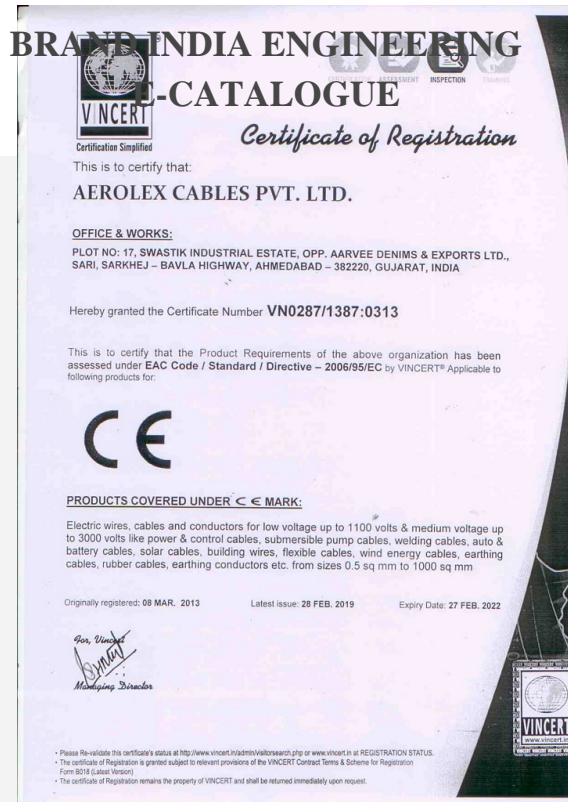 BRAND INDIA ENGINEERING
E-CATALOGUE
ASSESSMENT INSPECTION TRAINING
VINCERT
Certification Simplified
Certificate of Registration
This is to certify that:
AEROLEX CABLES PVT. LTD.
OFFICE & WORKS:
PLOT NO: 17, SWASTIK INDUSTRIAL ESTATE, OPP. AARVEE DENIMS & EXPORTS LTD.,
SARI, SARKHEJ – BAVLA HIGHWAY, AHMEDABAD – 382220, GUJARAT, INDIA
Hereby granted the Certificate Number VN0287/1387:0313
This is to certify that the Product Requirements of the above organization has been
assessed under EAC Code / Standard / Directive – 2006/95/EC by VINCERT® Applicable to
following products for:
CE
PRODUCTS COVERED UNDER C E MARK:
Electric wires, cables and conductors for low voltage up to 1100 volts & medium voltage up
to 3000 volts like power & control cables, submersible pump cables, welding cables, auto &
battery cables, solar cables, building wires, flexible cables, wind energy cables, earthing
cables, rubber cables, earthing conductors etc. from sizes 0.5 sq mm to 1000 sq mm
Originally registered: 08 MAR. 2013 Latest issue: 28 FEB. 2019 Expiry Date: 27 FEB. 2022
For, Vincert
Managing Director
VINCERT
www.vincert.in
• Please Re-validate this certificate's status at http://www.vincert.in/admin/visitorsearch.php or www.vincert.in at REGISTRATION STATUS.
• The certificate of Registration is granted subject to relevant provisions of the VINCERT Contract Terms & Scheme for Registration
Form B018 (Latest Version)
• The certificate of Registration remains the property of VINCERT and shall be returned immediately upon request.